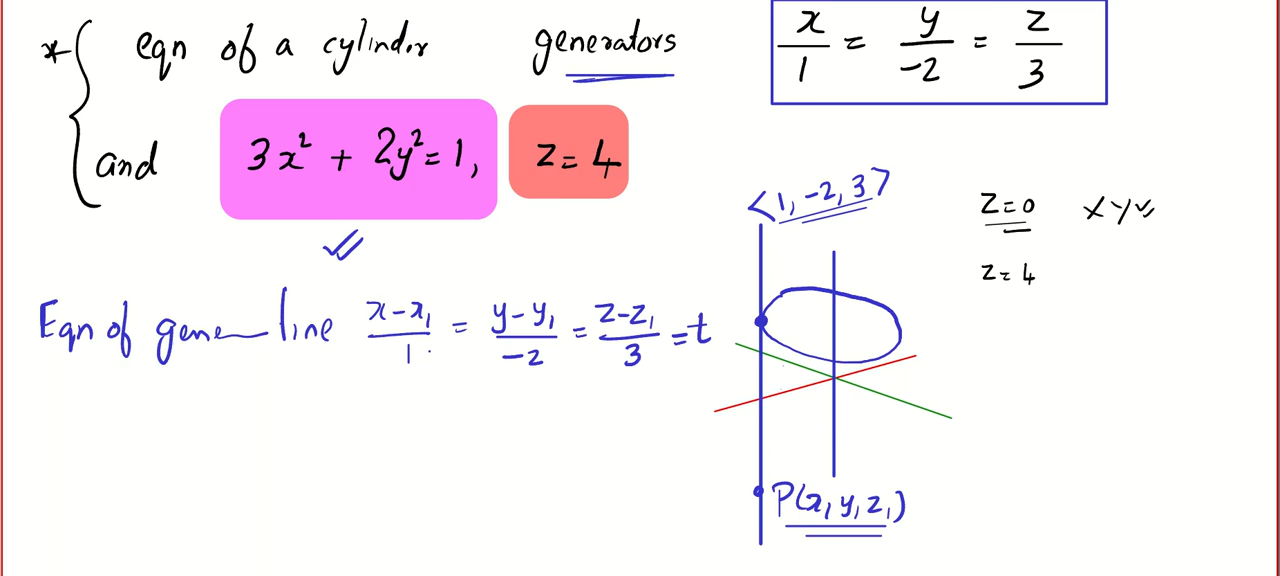 * { eqn of a cylinder generators x/1 = y/-2 = z/3
and 3x² + 2y² = 1, z = 4
<1, -2, 3>
z = 0 xy
z = 4
Eqn of gene line x-x₁/1 = y-y₁/-2 = z-z₁/3 = t
P(x₁ y₁ z₁)